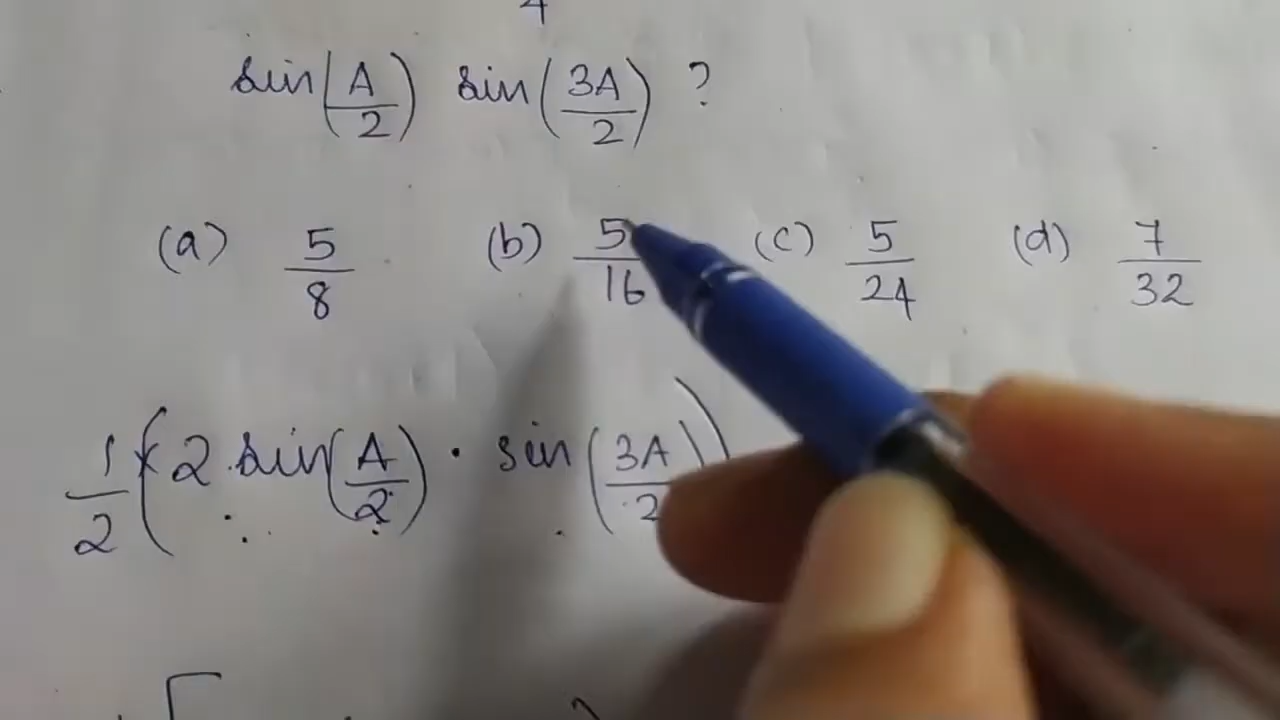 4
sin(A/2) sin(3A/2) ?
(a) 5/8 (b) 5/16 (c) 5/24 (d) 7/32
1/2 (2 sin(A/2) · sin(3A/2))